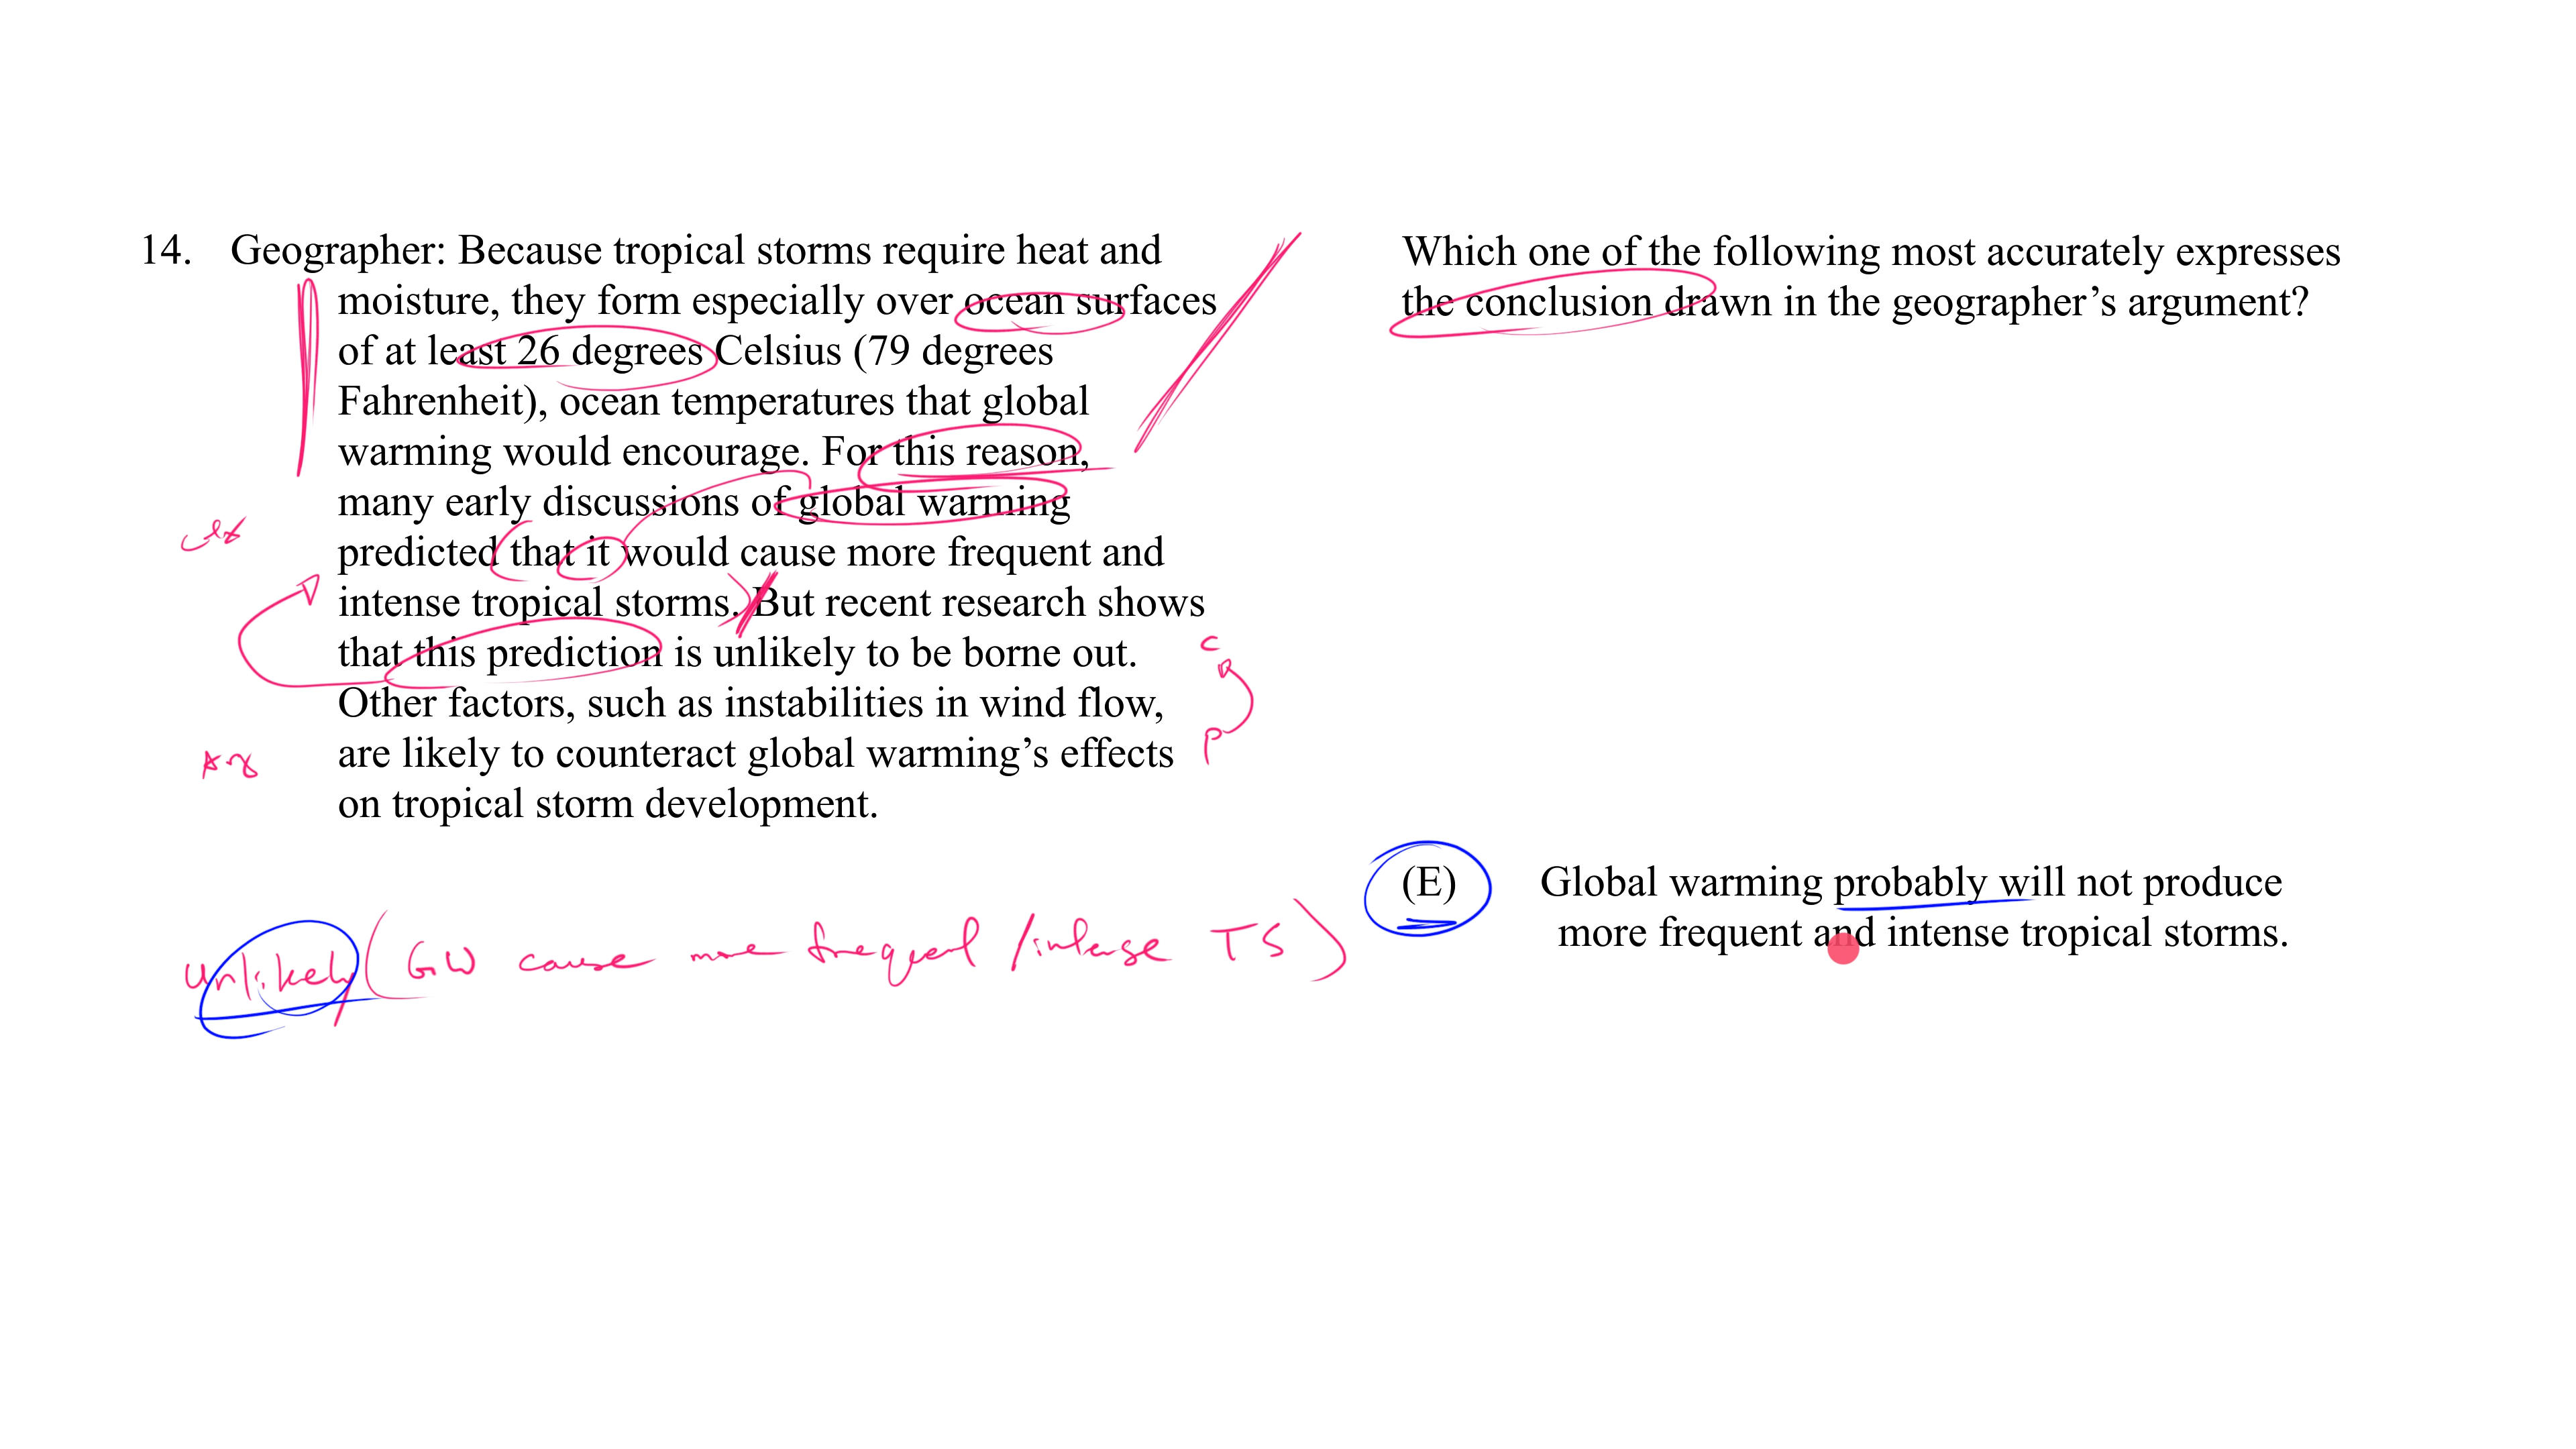 14. Geographer: Because tropical storms require heat and
moisture, they form especially over ocean surfaces
of at least 26 degrees Celsius (79 degrees
Fahrenheit), ocean temperatures that global
warming would encourage. For this reason,
many early discussions of global warming
predicted that it would cause more frequent and
intense tropical storms. But recent research shows
that this prediction is unlikely to be borne out.
Other factors, such as instabilities in wind flow,
are likely to counteract global warming's effects
on tropical storm development.
C
P
unlikely (GW cause more frequent /intense TS)
Which one of the following most accurately expresses
the conclusion drawn in the geographer's argument?
(E) Global warming probably will not produce
more frequent and intense tropical storms.